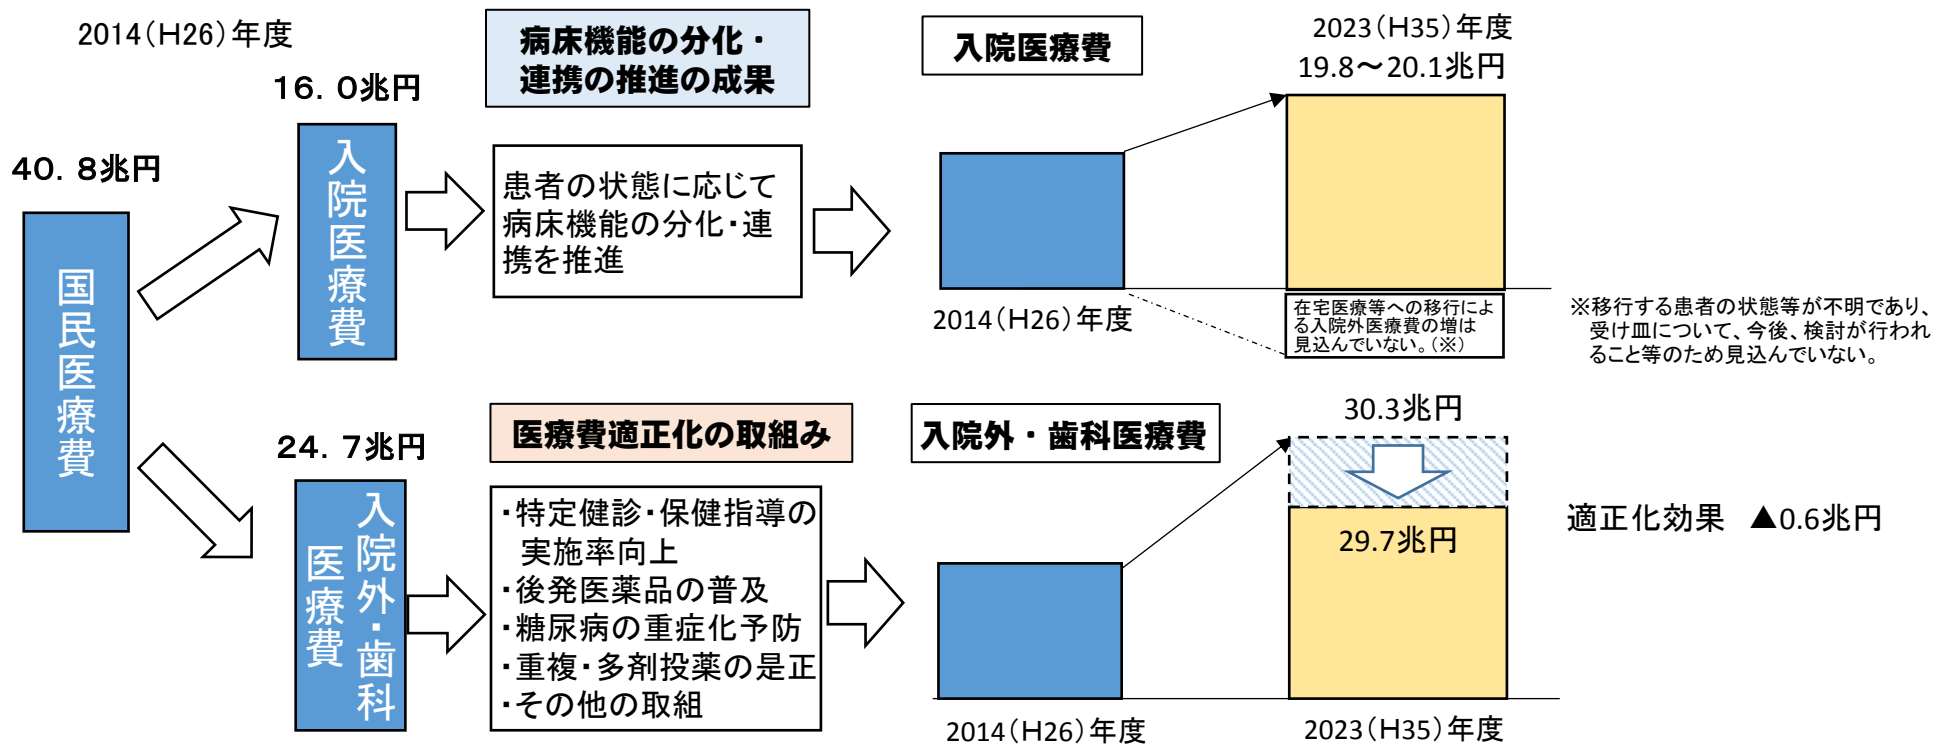 2014(H26)年度
40.8兆円
国民医療費
16.0兆円
入院医療費
病床機能の分化・
連携の推進の成果
患者の状態に応じて
病床機能の分化・連
携を推進
入院医療費
2014(H26)年度
2023(H35)年度
19.8～20.1兆円
在宅医療等への移行によ
る入院外医療費の増は
見込んでいない。(※)
※移行する患者の状態等が不明であり、
受け皿について、今後、検討が行われ
ること等のため見込んでいない。
24.7兆円
入院外・歯科
医療費
医療費適正化の取組み
・特定健診・保健指導の
実施率向上
・後発医薬品の普及
・糖尿病の重症化予防
・重複・多剤投薬の是正
・その他の取組
入院外・歯科医療費
2014(H26)年度
30.3兆円
29.7兆円
2023(H35)年度
適正化効果 ▲0.6兆円